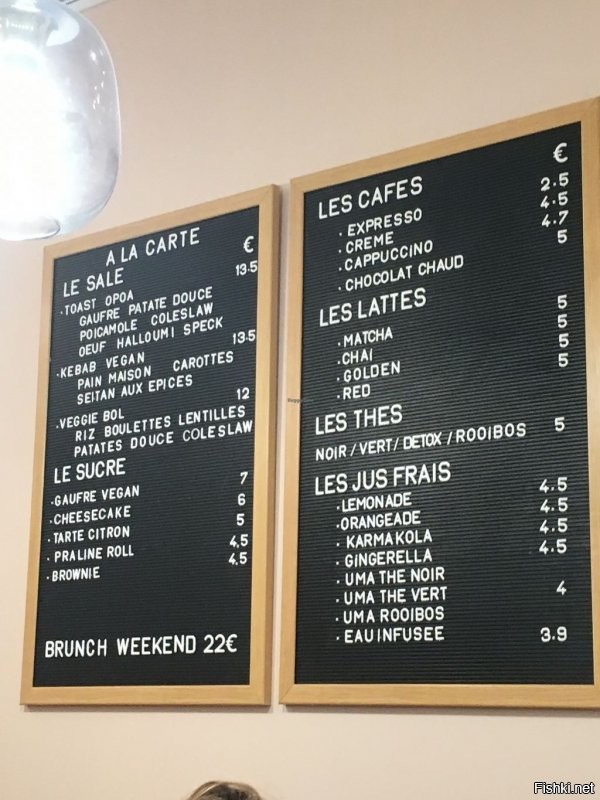 A LA CARTE
€
LE SALE
.TOAST OPOA 13.5
GAUFRE PATATE DOUCE
POICAMOLE COLESLAW
OEUF HALLOUMI SPECK
.KEBAB VEGAN 13.5
PAIN MAISON CAROTTES
SEITAN AUX EPICES
.VEGGIE BOL 12
RIZ BOULETTES LENTILLES
PATATES DOUCE COLESLAW
LE SUCRE
.GAUFRE VEGAN 7
.CHEESECAKE 6
.TARTE CITRON 5
. PRALINE ROLL 4.5
. BROWNIE 4.5
BRUNCH WEEKEND 22€
€
LES CAFES
. EXPRESSO 2.5
. CREME 4.5
. CAPPUCCINO 4.7
. CHOCOLAT CHAUD 5
LES LATTES
. MATCHA 5
. CHAI 5
. GOLDEN 5
. RED 5
LES THES
NOIR / VERT / DETOX / ROOIBOS 5
LES JUS FRAIS
. LEMONADE 4.5
. ORANGEADE 4.5
. KARMA KOLA 4.5
. GINGERELLA 4.5
. UMA THE NOIR
. UMA THE VERT 4
. UMA ROOIBOS
. EAU INFUSEE 3.9
Fishki.net